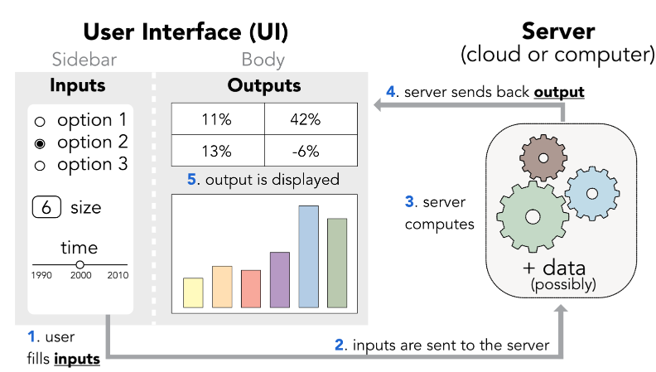 User Interface (UI)
Server
(cloud or computer)
Sidebar
Body
Inputs
Outputs
option 1
option 2
option 3
6 size
time
1990 2000 2010
11% 42%
13% -6%
5. output is displayed
4. server sends back output
3. server
computes
+ data
(possibly)
1. user
fills inputs
2. inputs are sent to the server